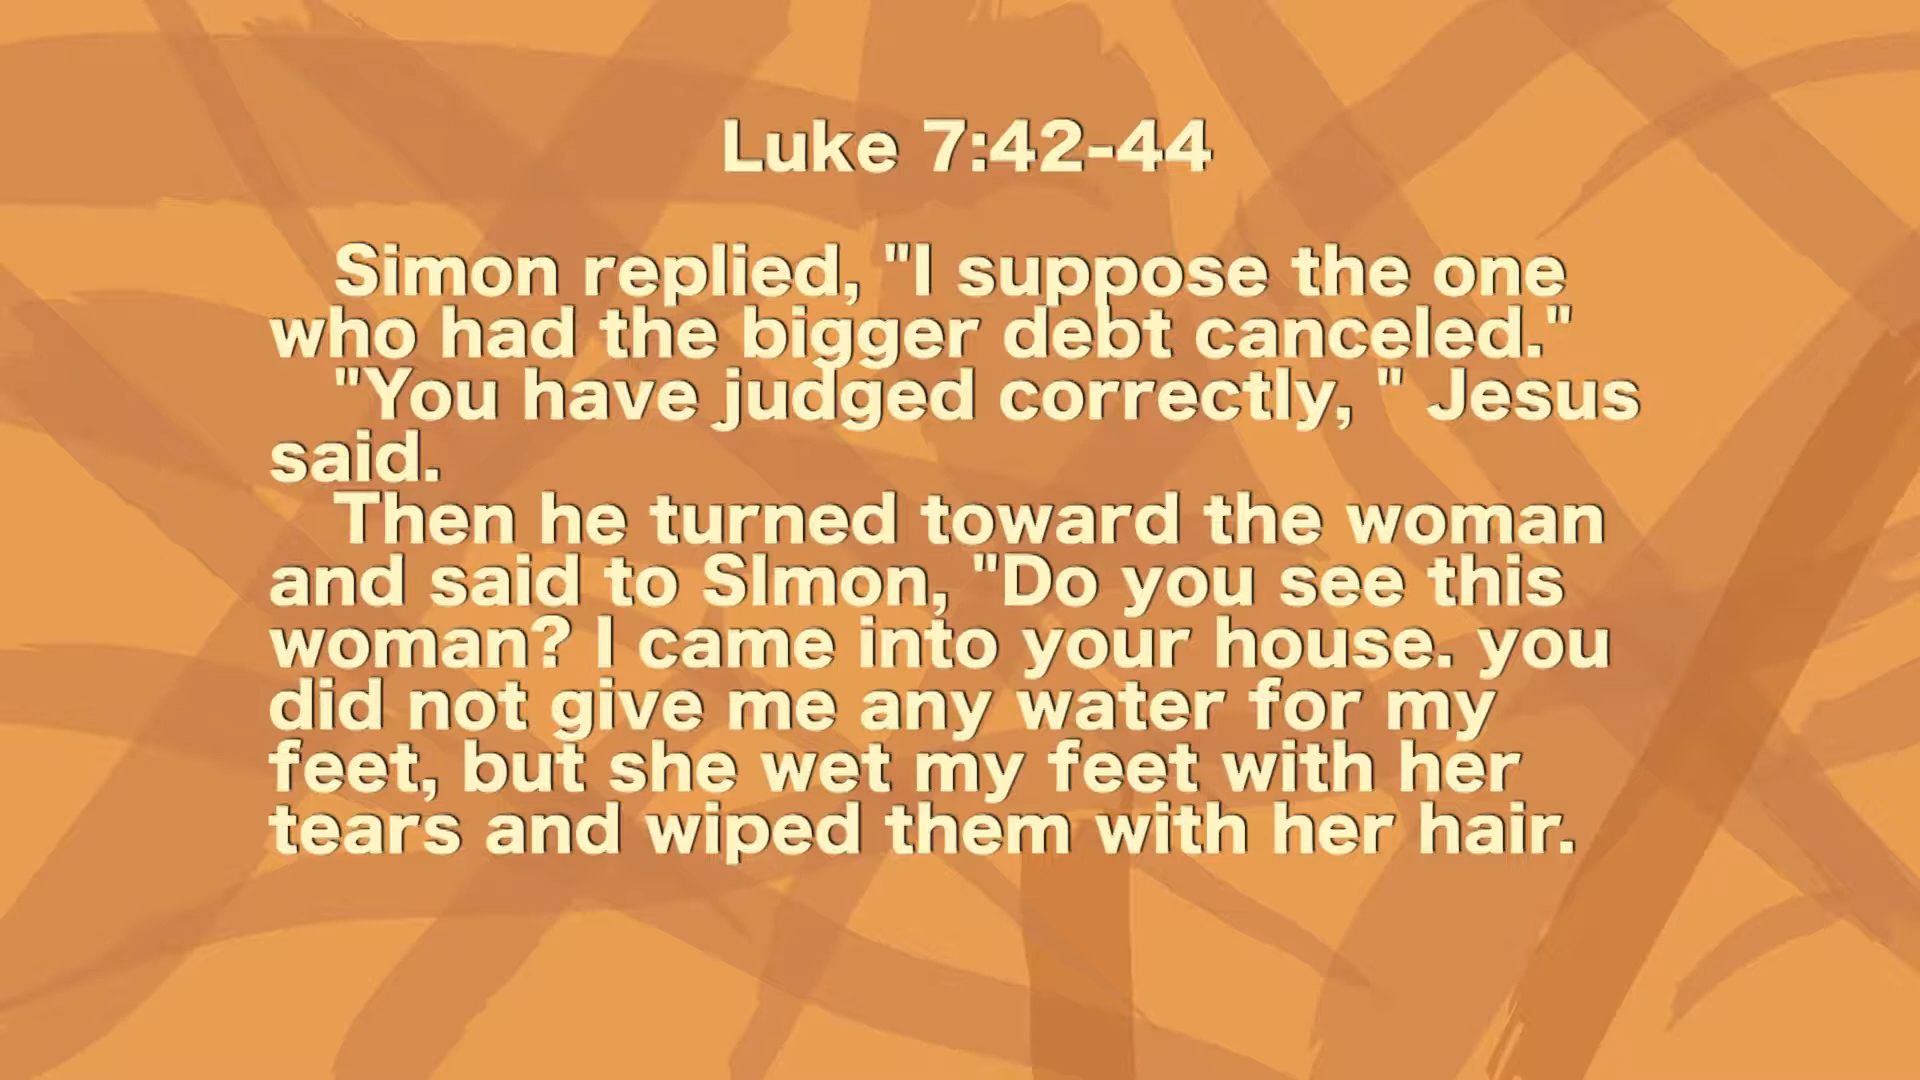 Luke 7:42-44
Simon replied, "I suppose the one
who had the bigger debt canceled."
"You have judged correctly, " Jesus
said.
Then he turned toward the woman
and said to SImon, "Do you see this
woman? I came into your house. you
did not give me any water for my
feet, but she wet my feet with her
tears and wiped them with her hair.